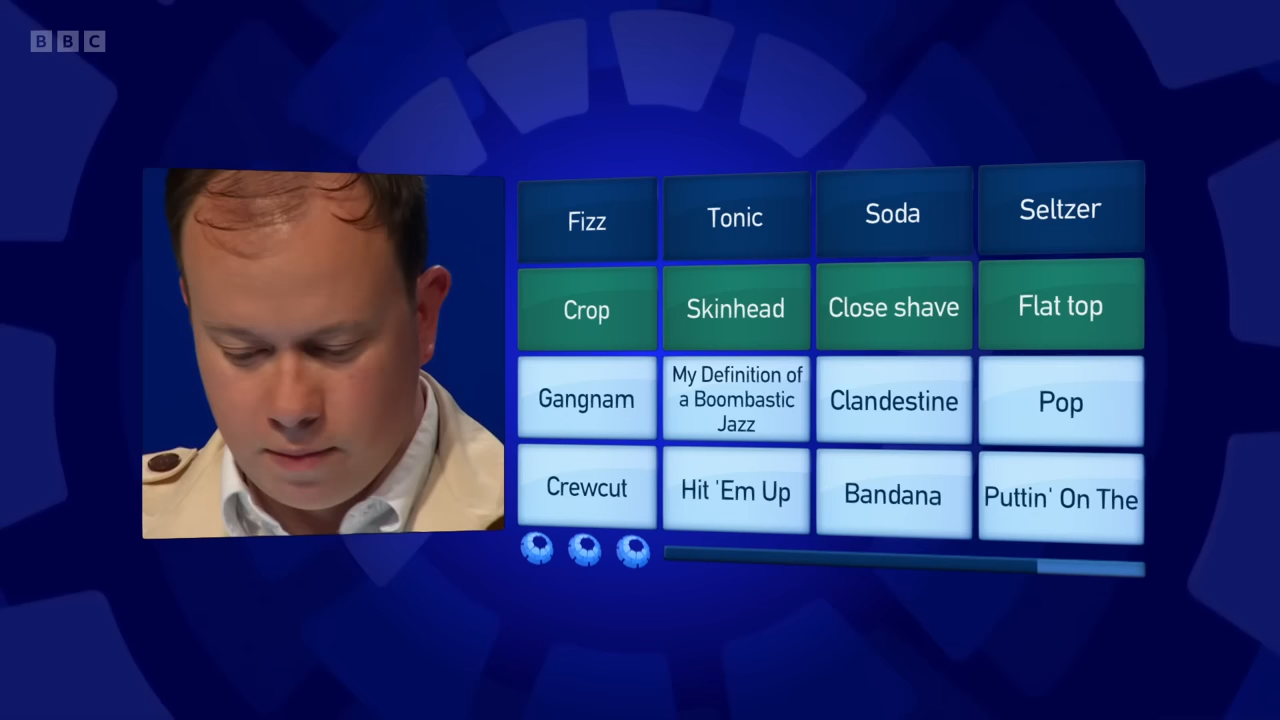 BBC
Fizz
Tonic
Soda
Seltzer
Crop
Skinhead
Close shave
Flat top
Gangnam
My Definition of
a Boombastic
Jazz
Clandestine
Pop
Crewcut
Hit 'Em Up
Bandana
Puttin' On The